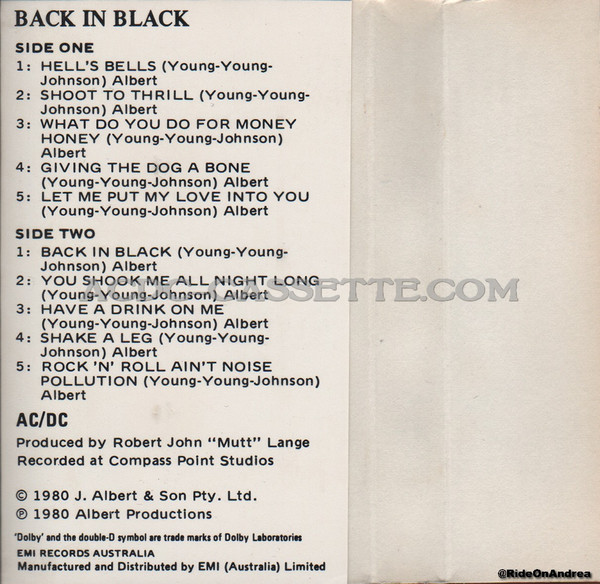 BACK IN BLACK
SIDE ONE
1: HELL'S BELLS (Young-Young-
Johnson) Albert
2: SHOOT TO THRILL (Young-Young-
Johnson) Albert
3: WHAT DO YOU DO FOR MONEY
HONEY (Young-Young-Johnson)
Albert
4: GIVING THE DOG A BONE
(Young-Young-Johnson) Albert
5: LET ME PUT MY LOVE INTO YOU
(Young-Young-Johnson) Albert
SIDE TWO
1: BACK IN BLACK (Young-Young-
Johnson) Albert
2: YOU SHOOK ME ALL NIGHT LONG
(Young-Young-Johnson) Albert
ACDC-CASSETTE.COM
3: HAVE A DRINK ON ME
(Young-Young-Johnson) Albert
4: SHAKE A LEG (Young-Young-
Johnson) Albert
5: ROCK 'N' ROLL AIN'T NOISE
POLLUTION (Young-Young-Johnson)
Albert
AC/DC
Produced by Robert John "Mutt" Lange
Recorded at Compass Point Studios
© 1980 J. Albert & Son Pty. Ltd.
℗ 1980 Albert Productions
'Dolby' and the double-D symbol are trade marks of Dolby Laboratories
EMI RECORDS AUSTRALIA
Manufactured and Distributed by EMI (Australia) Limited
@RideOnAndrea